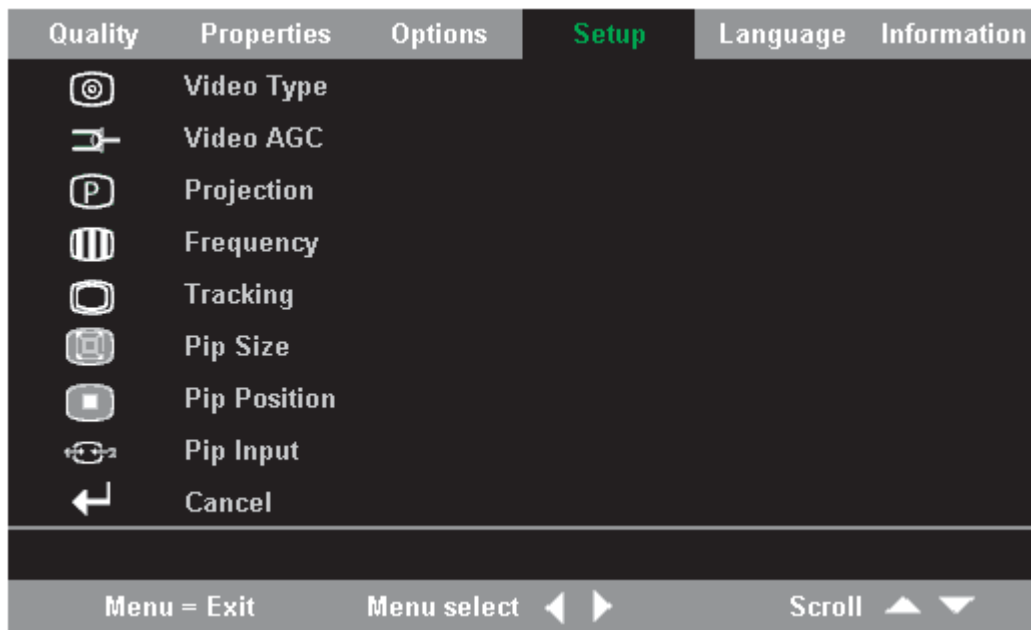 Quality Properties Options Setup Language Information
Video Type
Video AGC
P Projection
Frequency
Tracking
Pip Size
Pip Position
Pip Input
Cancel
Menu = Exit Menu select Scroll